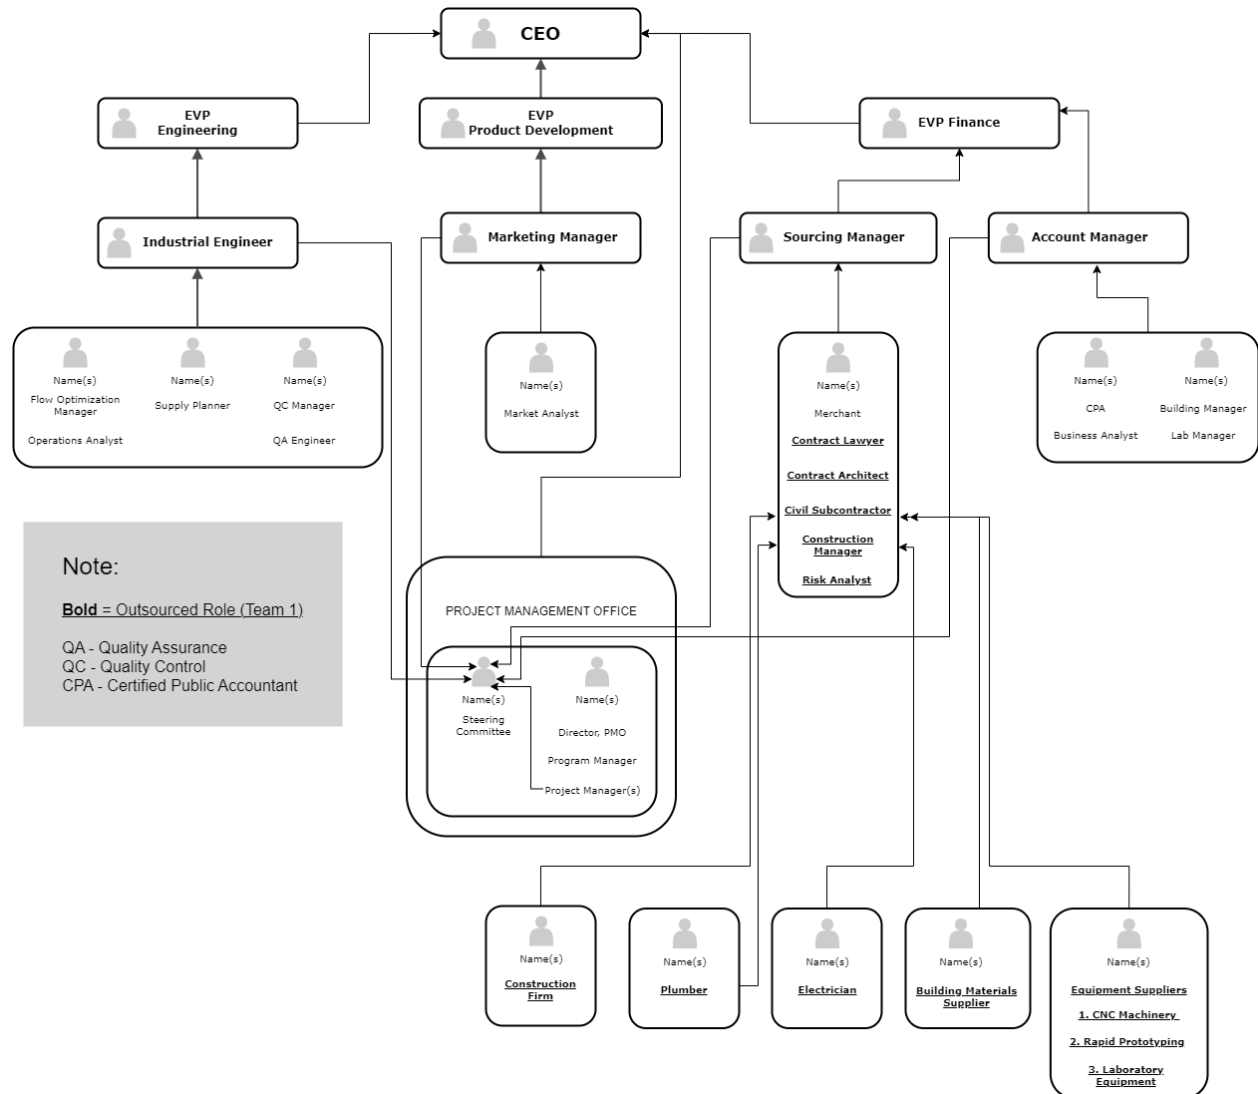 CEO
EVP
Engineering
EVP
Product Development
EVP Finance
Industrial Engineer
Marketing Manager
Sourcing Manager
Account Manager
Name(s)
Flow Optimization
Manager
Operations Analyst
Name(s)
Supply Planner
Name(s)
QC Manager
QA Engineer
Name(s)
Market Analyst
Name(s)
Merchant
Contract Lawyer
Contract Architect
Civil Subcontractor
Construction
Manager
Risk Analyst
Name(s)
CPA
Business Analyst
Name(s)
Building Manager
Lab Manager
Note:
Bold = Outsourced Role (Team 1)
QA - Quality Assurance
QC - Quality Control
CPA - Certified Public Accountant
PROJECT MANAGEMENT OFFICE
Name(s)
Steering
Committee
Name(s)
Director, PMO
Program Manager
Project Manager(s)
Name(s)
Construction
Firm
Name(s)
Plumber
Name(s)
Electrician
Name(s)
Building Materials
Supplier
Name(s)
Equipment Suppliers
1. CNC Machinery
2. Rapid Prototyping
3. Laboratory
Equipment